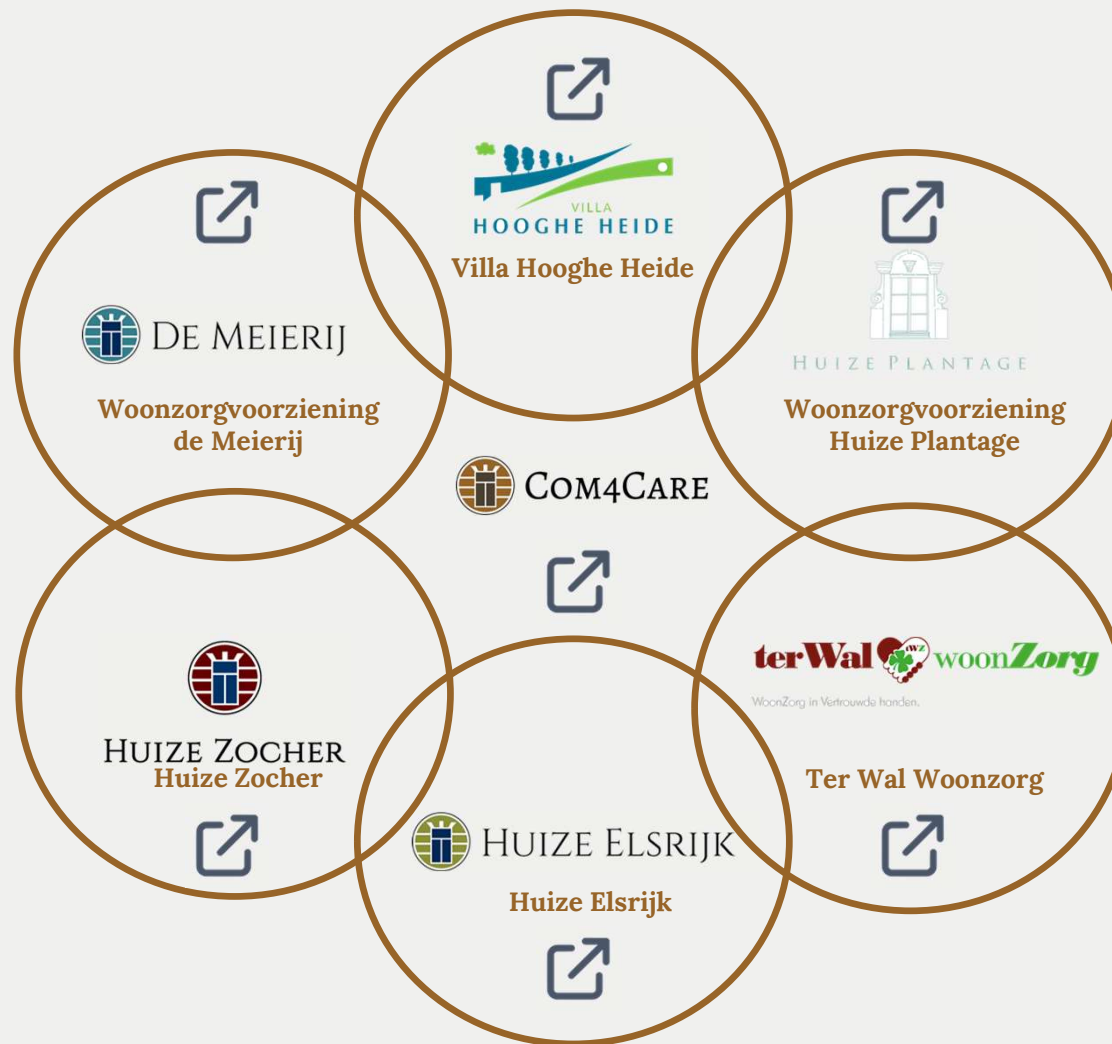 VILLA
HOOGHE HEIDE
Villa Hooghe Heide
DE MEIERIJ
Woonzorgvoorziening
de Meierij
HUIZE PLANTAGE
Woonzorgvoorziening
Huize Plantage
COM4CARE
HUIZE ZOCHER
Huize Zocher
terWal tWZ woonZorg
WoonZorg in Vertrouwde handen.
Ter Wal Woonzorg
HUIZE ELSRIJK
Huize Elsrijk